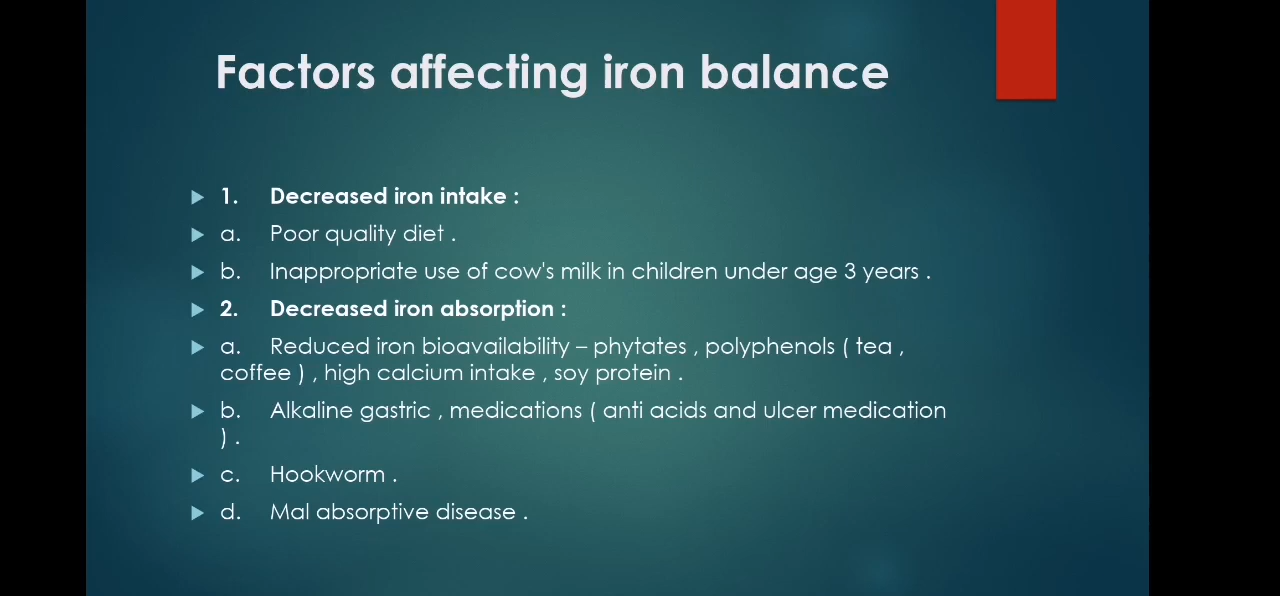 Factors affecting iron balance
1. Decreased iron intake :
a. Poor quality diet .
b. Inappropriate use of cow's milk in children under age 3 years .
2. Decreased iron absorption :
a. Reduced iron bioavailability – phytates , polyphenols ( tea ,
coffee ) , high calcium intake , soy protein .
b. Alkaline gastric , medications ( anti acids and ulcer medication
) .
c. Hookworm .
d. Mal absorptive disease .